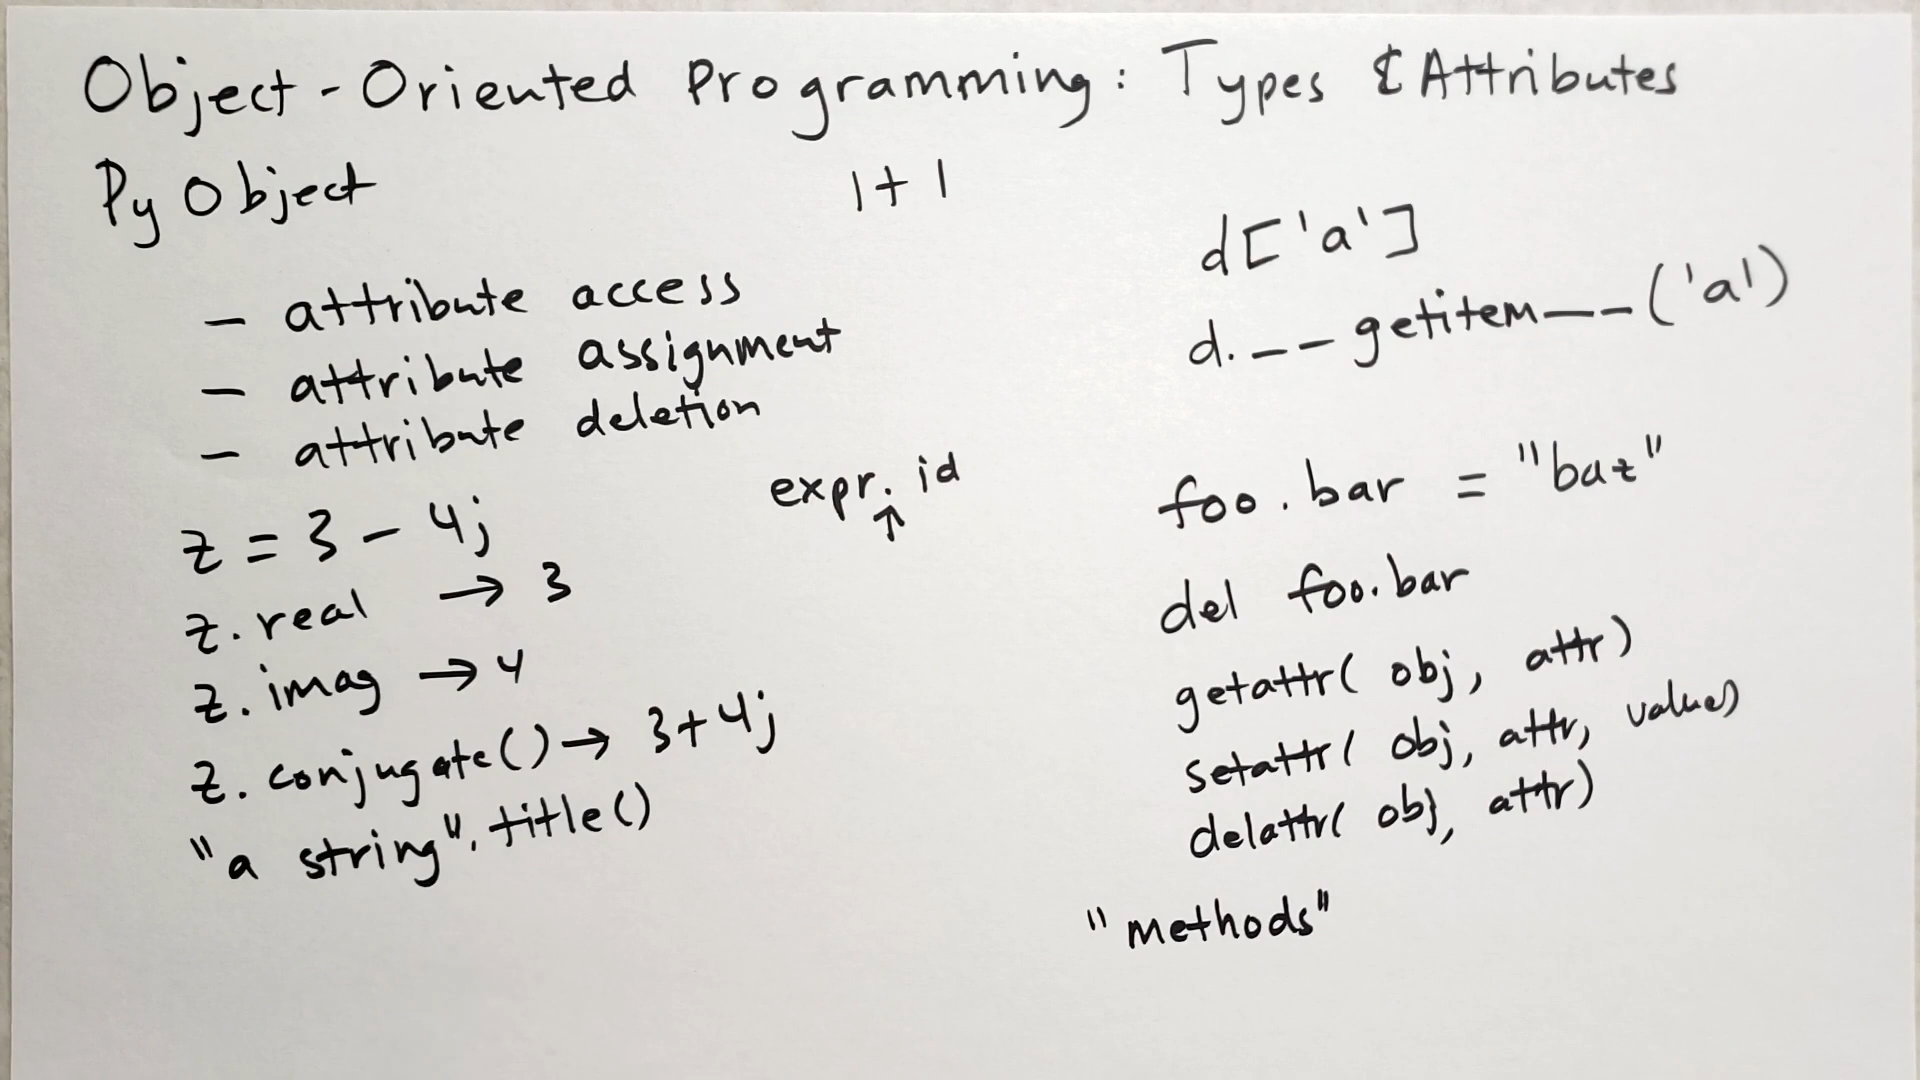 Object-Oriented Programming: Types & Attributes
PyObject
1+1
- attribute access
- attribute assignment
- attribute deletion
z = 3 - 4j
z.real → 3
z.imag → 4
z.conjugate() → 3+4j
"a string".title()
expr.id
↑
d['a']
d.__getitem__('a')
foo.bar = "baz"
del foo.bar
getattr( obj, attr)
setattr( obj, attr, value)
delattr( obj, attr)
"methods"